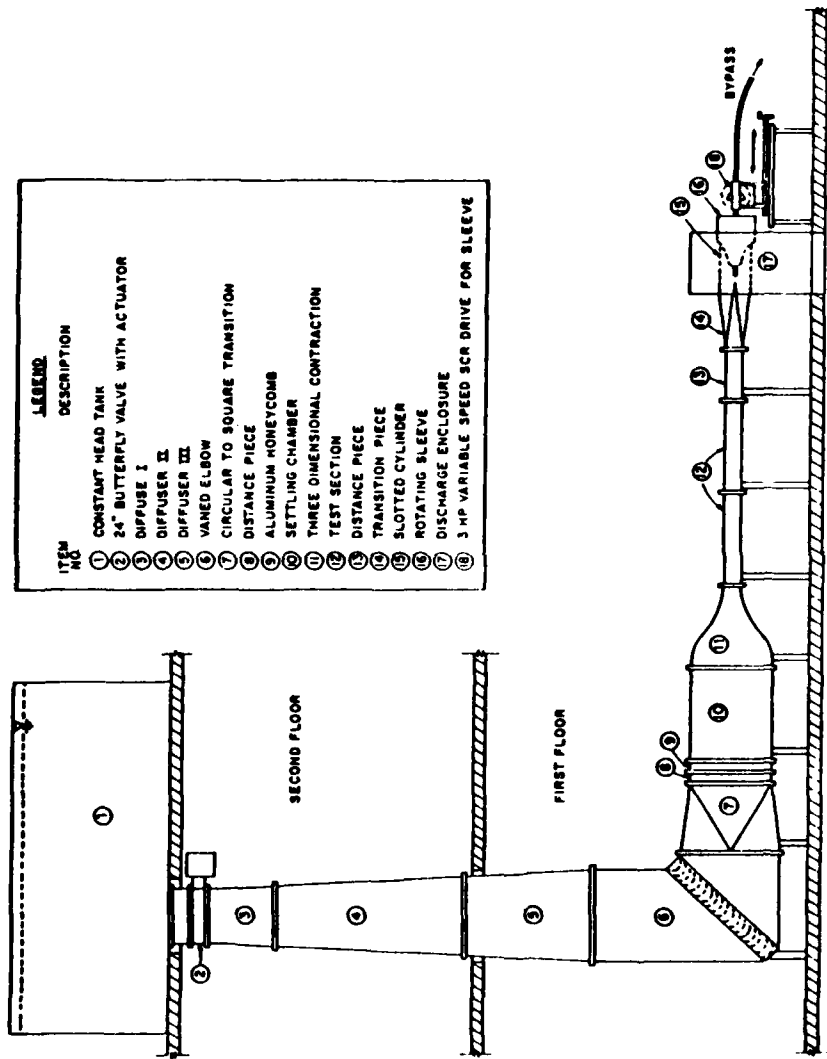 LEGEND
ITEM NO. DESCRIPTION
① CONSTANT HEAD TANK
② 24" BUTTERFLY VALVE WITH ACTUATOR
③ DIFFUSE I
④ DIFFUSER II
⑤ DIFFUSER III
⑥ VANED ELBOW
⑦ CIRCULAR TO SQUARE TRANSITION
⑧ DISTANCE PIECE
⑨ ALUMINUM HONEYCOMB
⑩ SETTLING CHAMBER
⑪ THREE DIMENSIONAL CONTRACTION
⑫ TEST SECTION
⑬ DISTANCE PIECE
⑭ TRANSITION PIECE
⑮ SLOTTED CYLINDER
⑯ ROTATING SLEEVE
⑰ DISCHARGE ENCLOSURE
⑱ 3 HP VARIABLE SPEED SCR DRIVE FOR SLEEVE
①
②
③
SECOND FLOOR
④
⑤
FIRST FLOOR
⑥
⑦
⑧
⑨
⑩
⑪
⑫
⑬
⑭
⑮
⑯
⑰
⑱
BYPASS